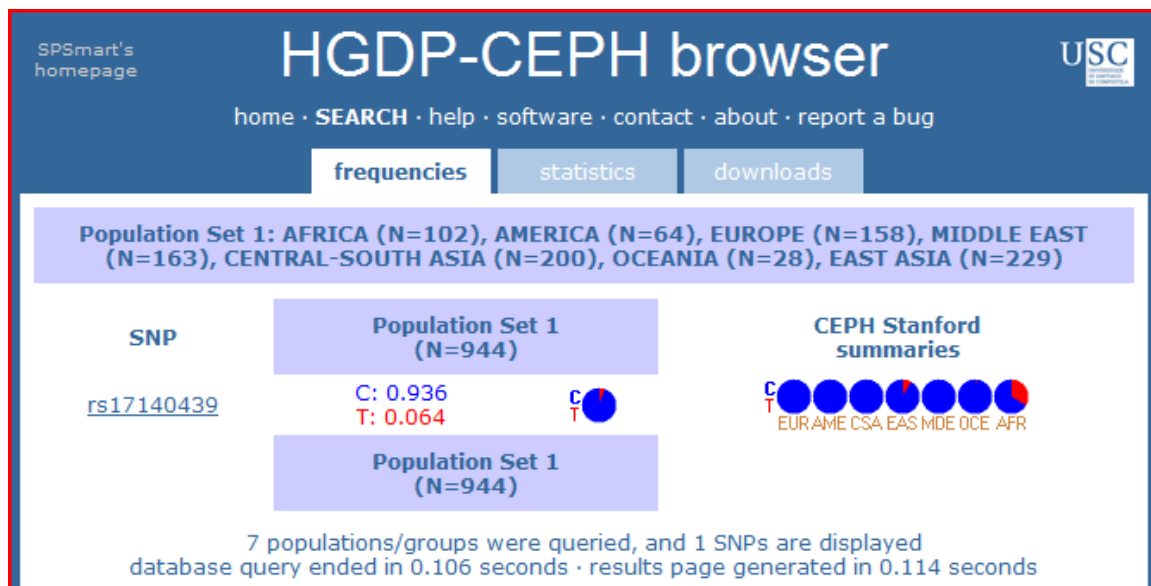 SPSmart's
homepage
HGDP-CEPH browser
USC
home · SEARCH · help · software · contact · about · report a bug
frequencies statistics downloads
Population Set 1: AFRICA (N=102), AMERICA (N=64), EUROPE (N=158), MIDDLE EAST
(N=163), CENTRAL-SOUTH ASIA (N=200), OCEANIA (N=28), EAST ASIA (N=229)
SNP
Population Set 1
(N=944)
CEPH Stanford
summaries
rs17140439
C: 0.936
T: 0.064
C
T
C
T
EUR AME CSA EAS MDE OCE AFR
Population Set 1
(N=944)
7 populations/groups were queried, and 1 SNPs are displayed
database query ended in 0.106 seconds · results page generated in 0.114 seconds